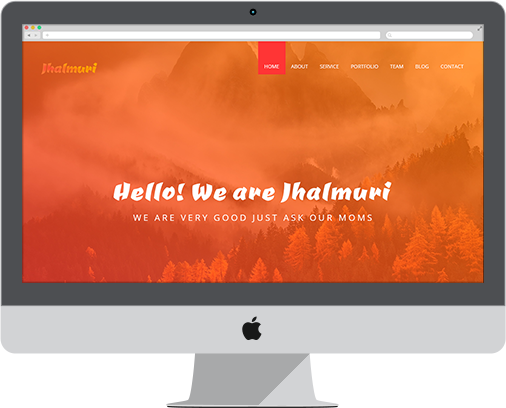 Jhalmuri
HOME ABOUT SERVICE PORTFOLIO TEAM BLOG CONTACT
Hello! We are Jhalmuri
WE ARE VERY GOOD JUST ASK OUR MOMS